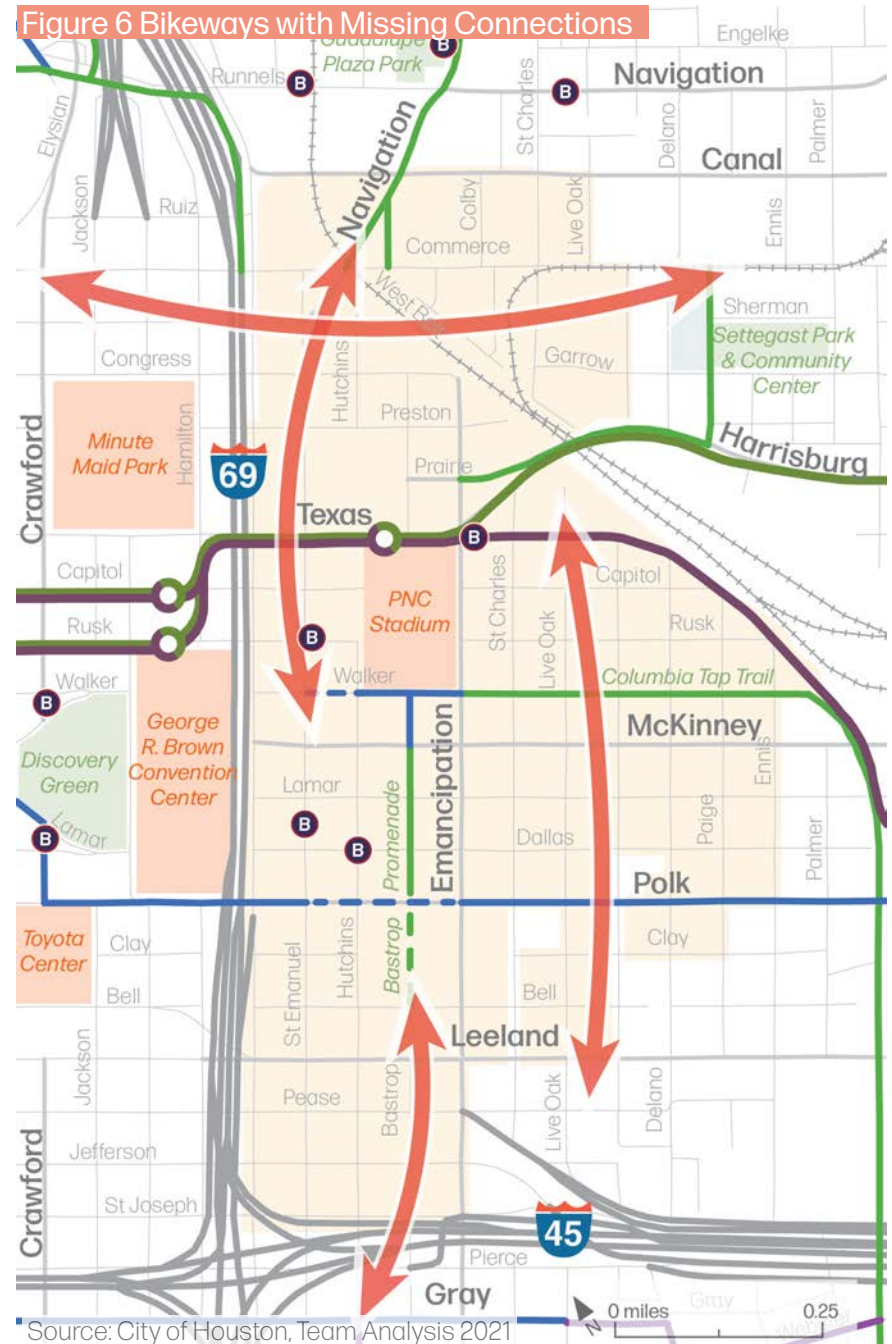 Figure 6 Bikeways with Missing Connections
Guadalupe
Plaza Park
B
Engelke
Runnels
B
B
Navigation
St Charles
Elysian
Navigation
Delano
Palmer
Canal
Jackson
Ruiz
Colby
Live Oak
Ennis
Commerce
West Belt
Sherman
Settegast Park
& Community
Center
Congress
Hutchins
Garrow
Preston
Crawford
Minute
Maid Park
Hamilton
69
Prairie
Harrisburg
Texas
B
Capitol
St Charles
Capitol
PNC
Stadium
Rusk
Live Oak
Rusk
B
Walker
Walker
Columbia Tap Trail
B
George
R. Brown
Convention
Center
Emancipation
McKinney
Discovery
Green
Ennis
Lamar
Promenade
Lamar
B
B
B
Dallas
Paige
Palmer
Polk
Toyota
Center
Clay
St Emanuel
Hutchins
Bastrop
Clay
Bell
Bell
Leeland
Jackson
Pease
Bastrop
Live Oak
Delano
Crawford
Jefferson
St Joseph
45
Pierce
Gray
Gray
Webster
N
0 miles
0.25
Source: City of Houston, Team Analysis 2021